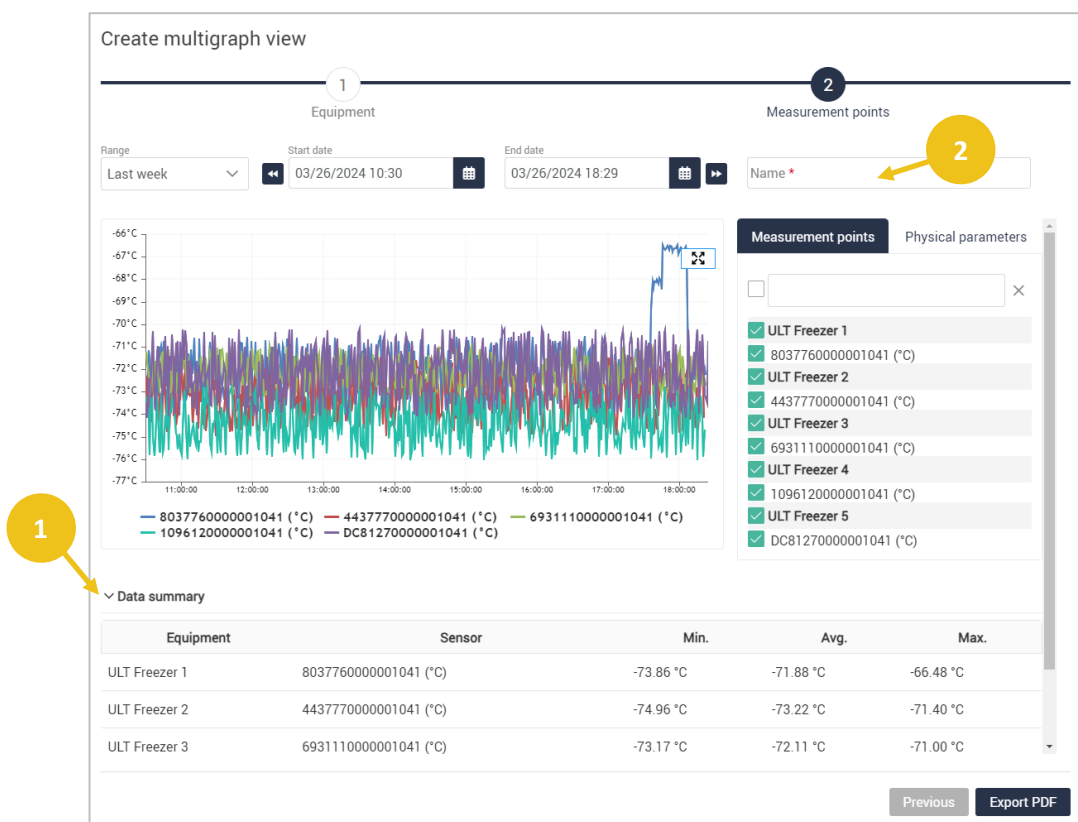 Create multigraph view
1
2
Equipment
Measurement points
2
Range
Start date
End date
Last week
03/26/2024 10:30
03/26/2024 18:29
Name *
-66°C
-67°C
-68°C
-69°C
-70°C
-71°C
-72°C
-73°C
-74°C
-75°C
-76°C
-77°C
11:00:00 12:00:00 13:00:00 14:00:00 15:00:00 16:00:00 17:00:00 18:00:00
8037760000001041 (°C) 4437770000001041 (°C) 6931110000001041 (°C)
1096120000001041 (°C) DC81270000001041 (°C)
Measurement points Physical parameters
ULT Freezer 1
8037760000001041 (°C)
ULT Freezer 2
4437770000001041 (°C)
ULT Freezer 3
6931110000001041 (°C)
ULT Freezer 4
1096120000001041 (°C)
ULT Freezer 5
DC81270000001041 (°C)
1
Data summary
Equipment Sensor Min. Avg. Max.
ULT Freezer 1 8037760000001041 (°C) -73.86 °C -71.88 °C -66.48 °C
ULT Freezer 2 4437770000001041 (°C) -74.96 °C -73.22 °C -71.40 °C
ULT Freezer 3 6931110000001041 (°C) -73.17 °C -72.11 °C -71.00 °C
Previous Export PDF